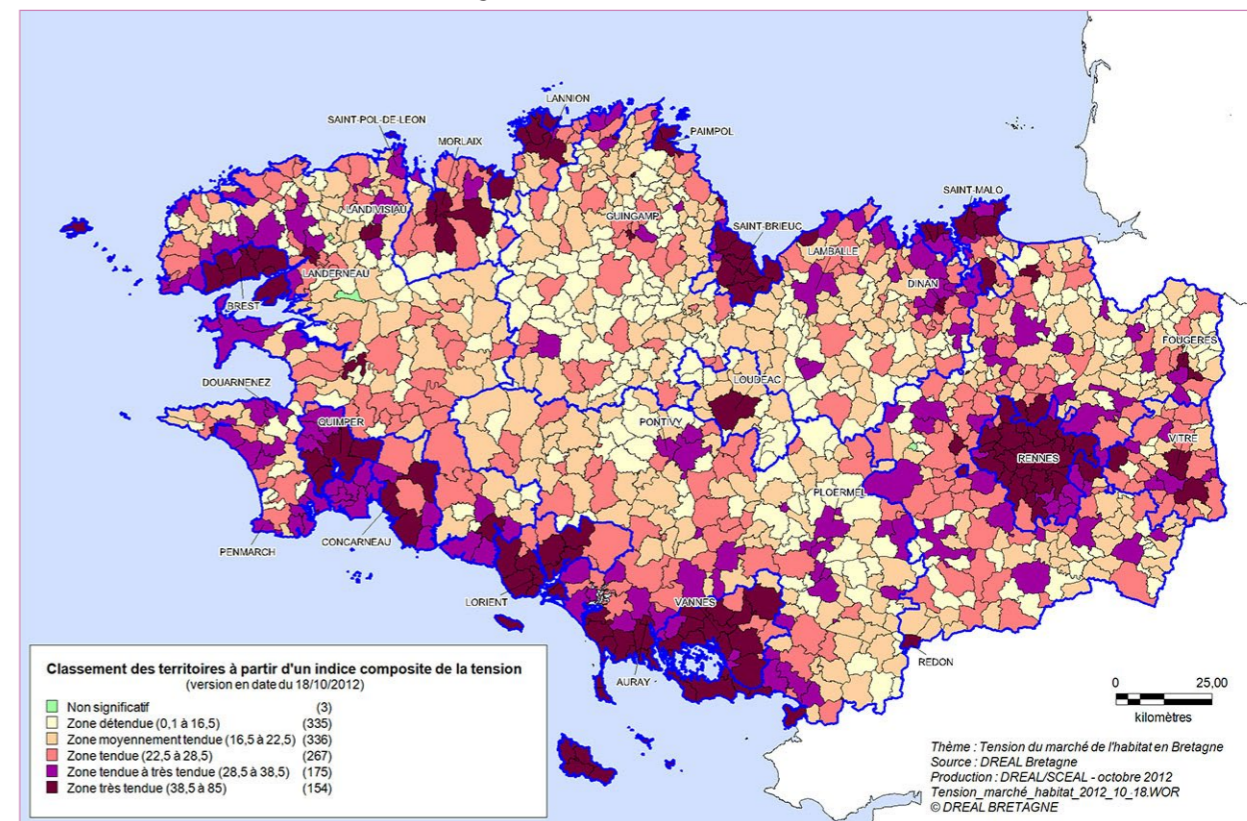 LANNION
SAINT-POL-DE-LEON
PAIMPOL
MORLAIX
SAINT-MALO
LANDIVISIAU
GUINGAMP
SAINT-BRIEUC
LAMBALLE
LANDERNEAU
DINAN
BREST
FOUGERES
DOUARNENEZ
LOUDEAC
QUIMPER
PONTIVY
VITRE
RENNES
PLOERMEL
PENMARCH
CONCARNEAU
LORIENT
VANNES
REDON
AURAY
Classement des territoires à partir d'un indice composite de la tension
(version en date du 18/10/2012)
Non significatif (3)
Zone détendue (0,1 à 16,5) (335)
Zone moyennement tendue (16,5 à 22,5) (336)
Zone tendue (22,5 à 28,5) (267)
Zone tendue à très tendue (28,5 à 38,5) (175)
Zone très tendue (38,5 à 85) (154)
0 25,00
kilomètres
Thème : Tension du marché de l'habitat en Bretagne
Source : DREAL Bretagne
Production : DREAL/SCEAL - octobre 2012
Tension_marché_habitat_2012_10_18.WOR
© DREAL BRETAGNE